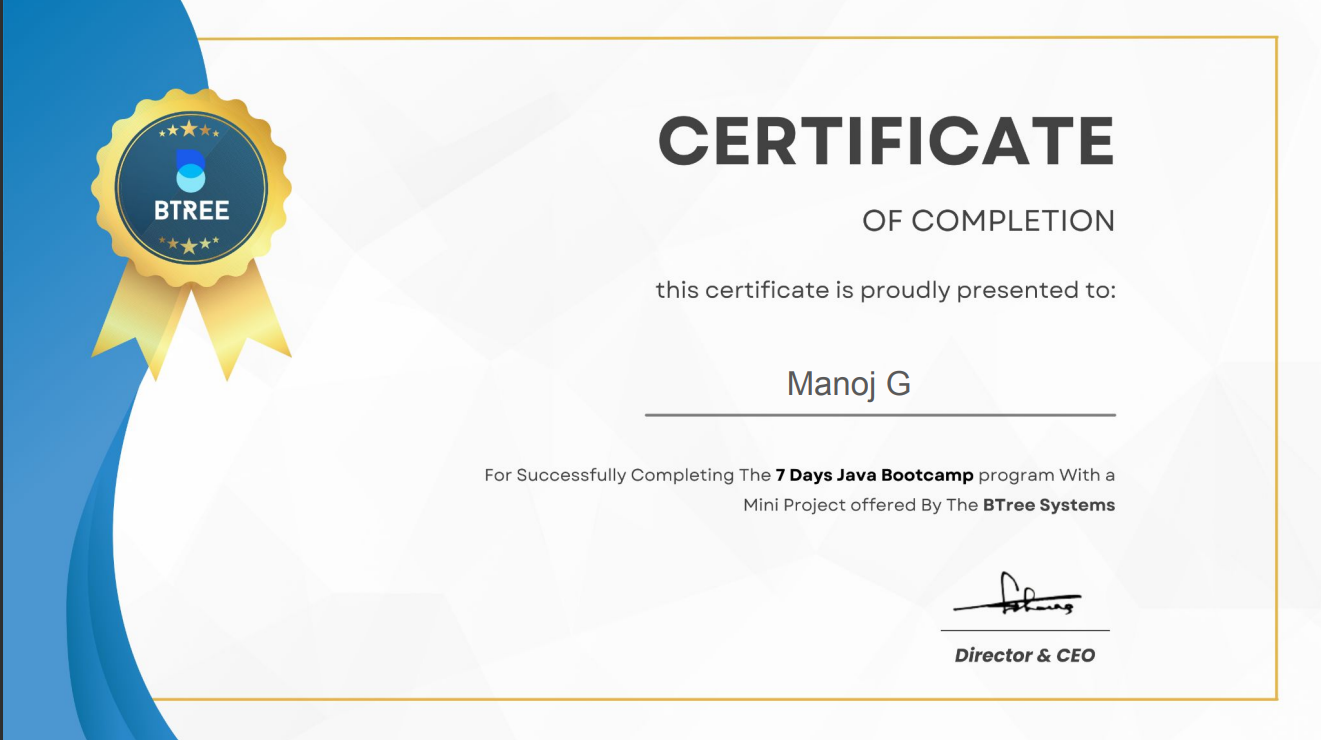 BTREE
CERTIFICATE
OF COMPLETION
this certificate is proudly presented to:
Manoj G
For Successfully Completing The 7 Days Java Bootcamp program With a
Mini Project offered By The BTree Systems
Director & CEO